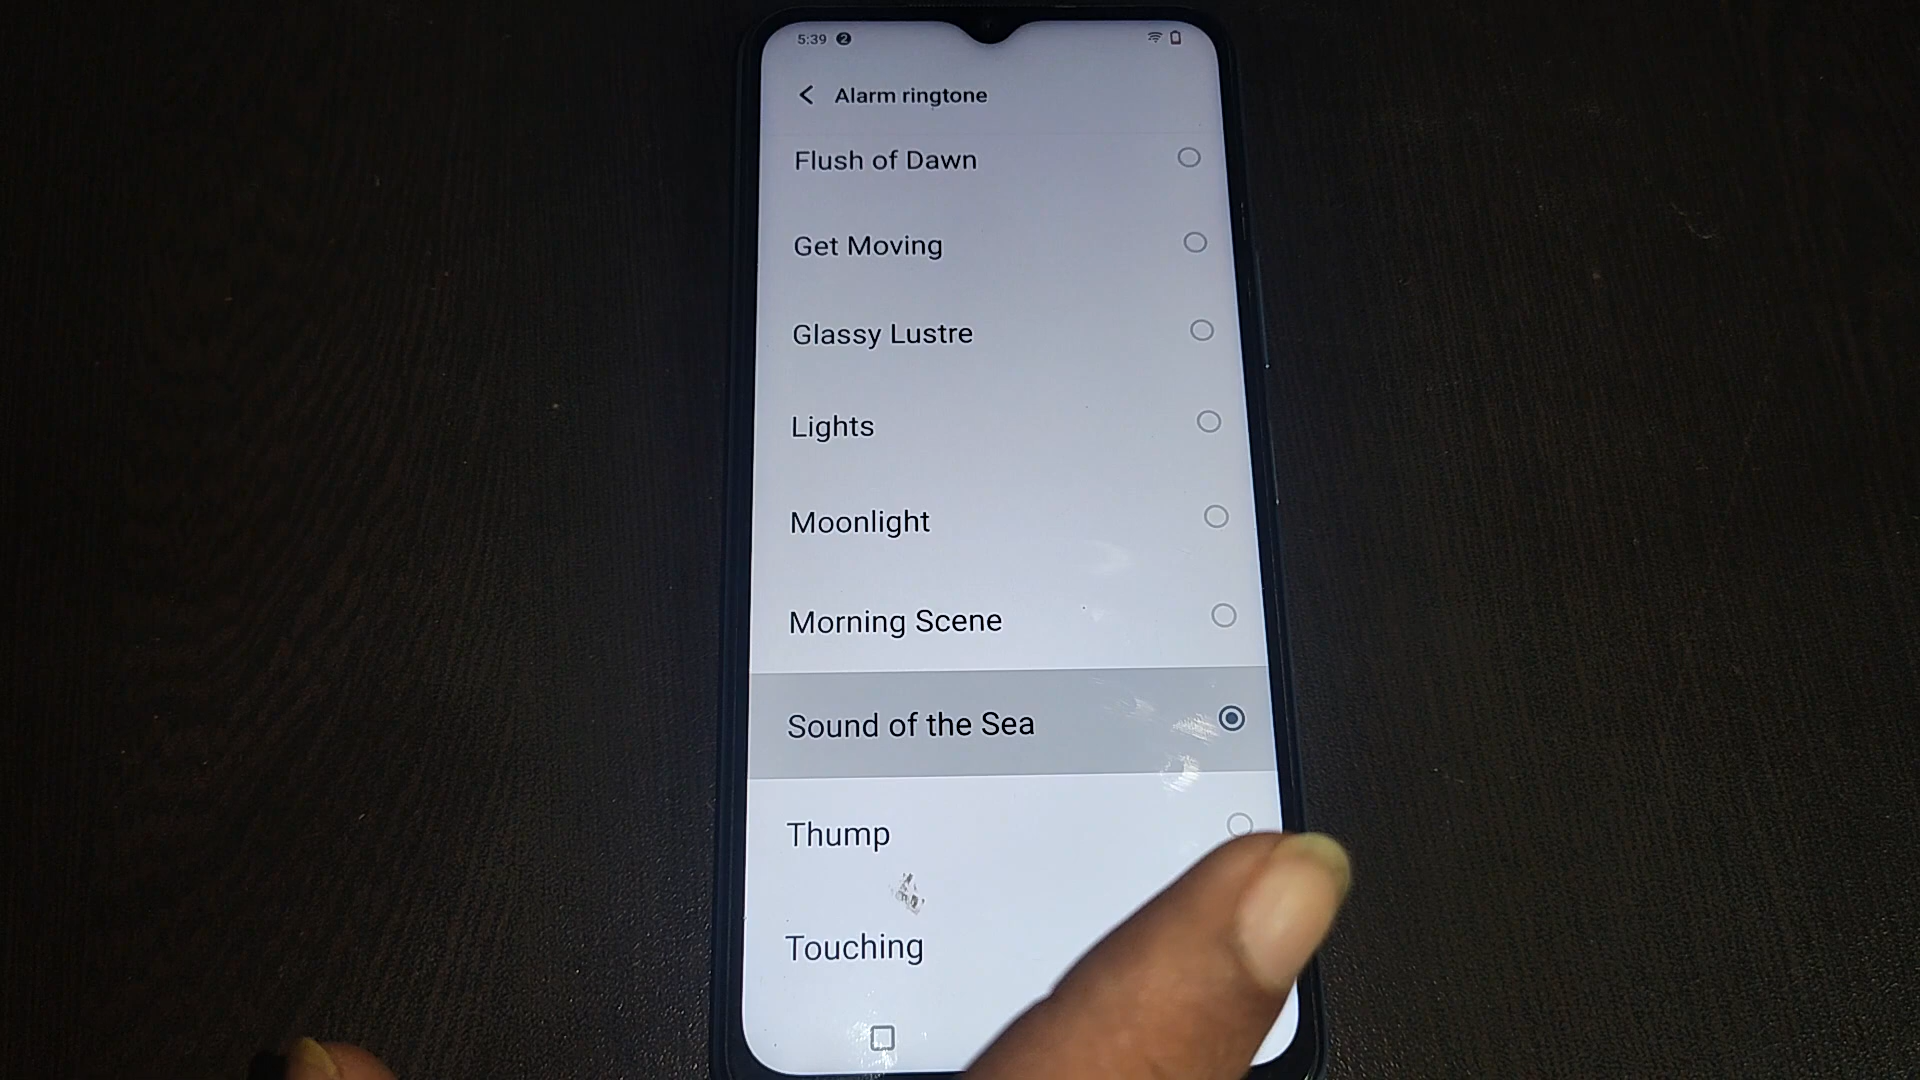 5:39 2
Alarm ringtone
Flush of Dawn
Get Moving
Glassy Lustre
Lights
Moonlight
Morning Scene
Sound of the Sea
Thump
Touching